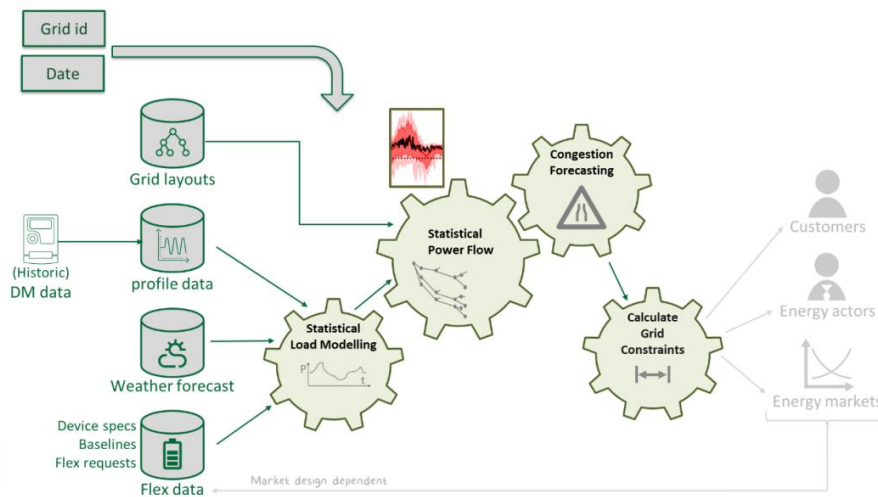 Grid id
Date
Grid layouts
(Historic)
DM data
profile data
Weather forecast
Device specs
Baselines
Flex requests
Flex data
Statistical
Load Modelling
P
t
Statistical
Power Flow
Congestion
Forecasting
Calculate
Grid
Constraints
Customers
Energy actors
Energy markets
Market design dependent